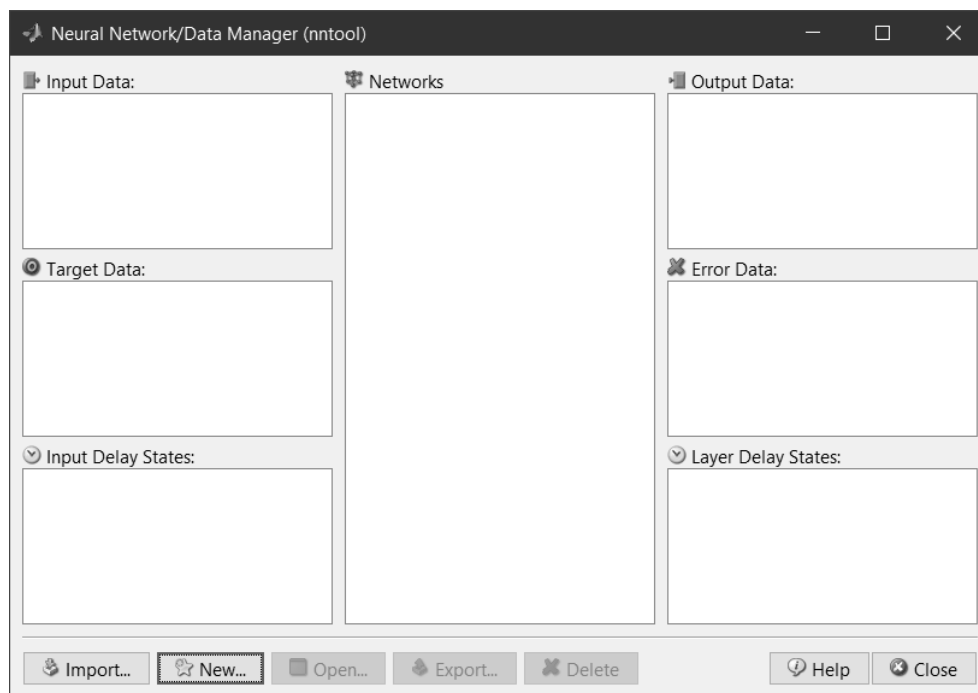 Neural Network/Data Manager (nntool)
Input Data:
Networks
Output Data:
Target Data:
Error Data:
Input Delay States:
Layer Delay States:
Import...
New...
Open...
Export...
Delete
Help
Close